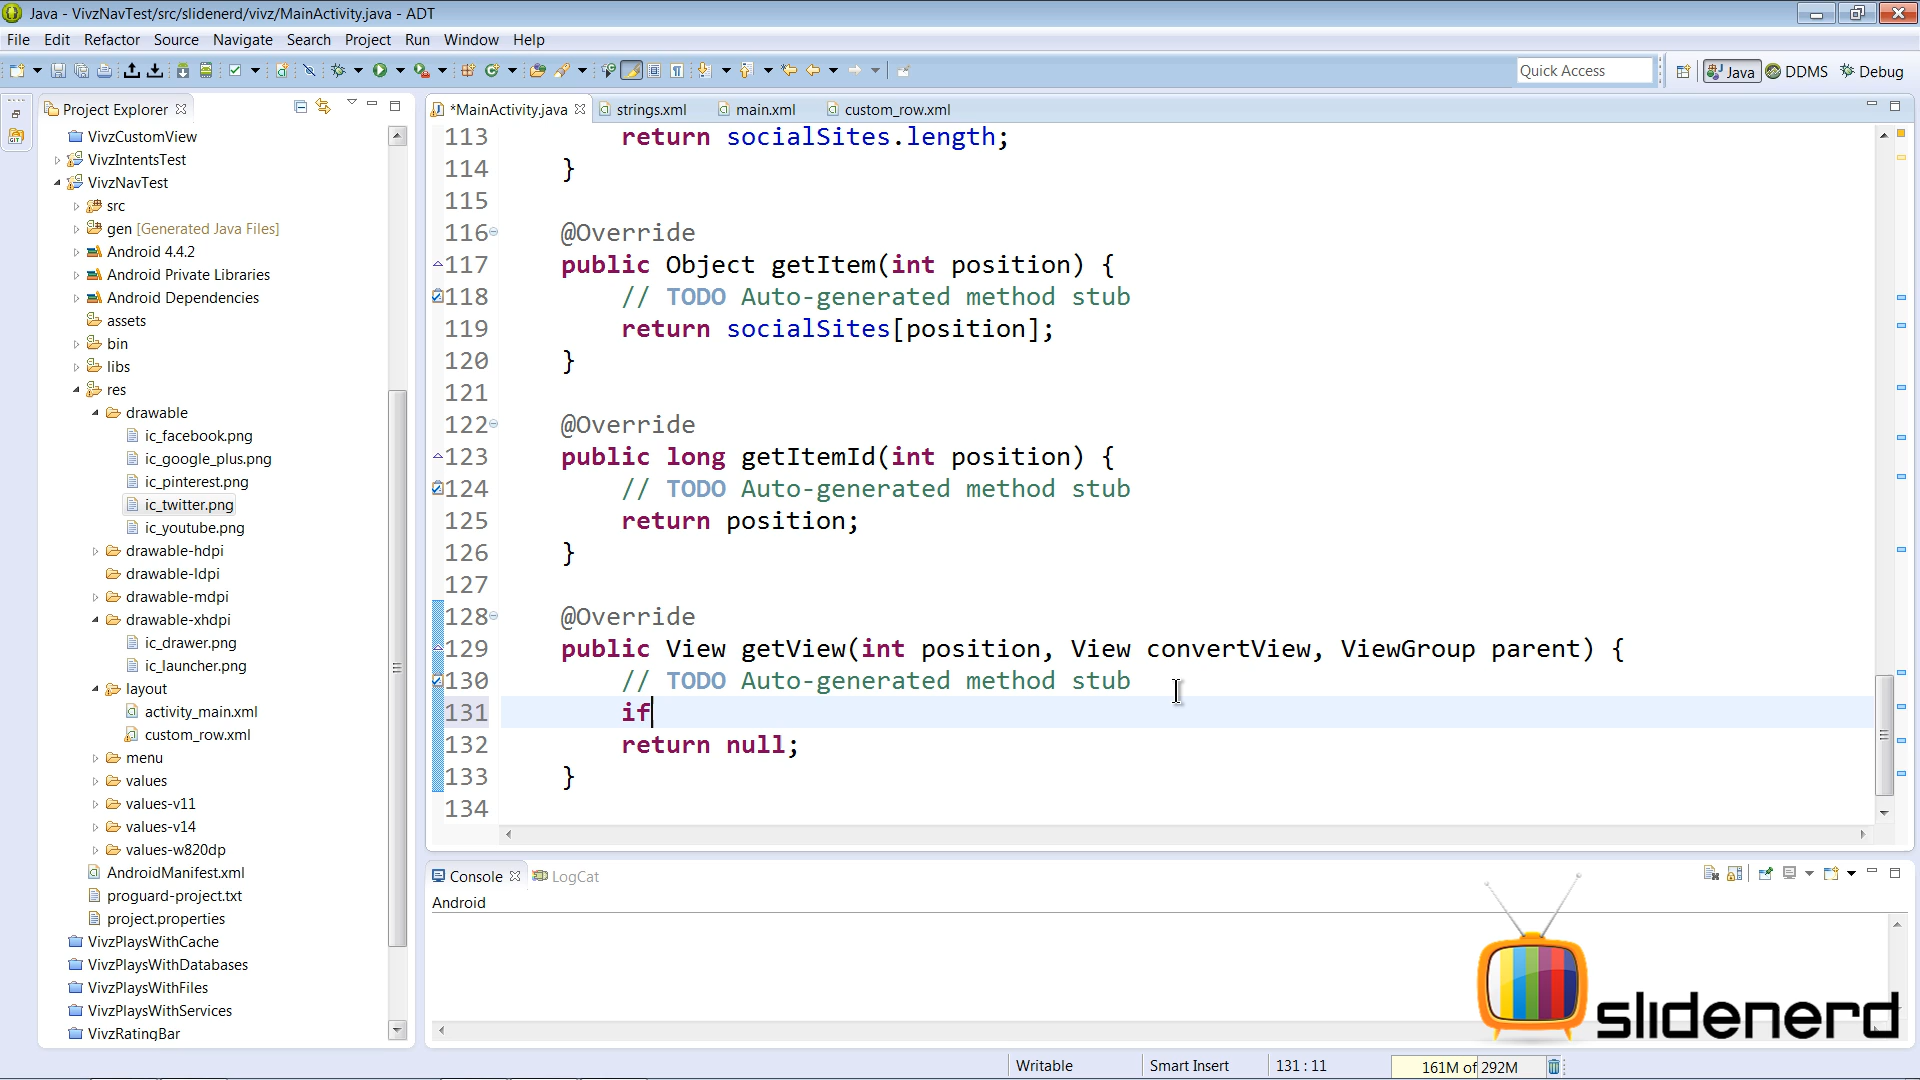 Java - VivzNavTest/src/slidenerd/vivz/MainActivity.java - ADT
File Edit Refactor Source Navigate Search Project Run Window Help
Quick Access
Java
DDMS
Debug
Project Explorer
VivzCustomView
VivzIntentsTest
VivzNavTest
src
gen [Generated Java Files]
Android 4.4.2
Android Private Libraries
Android Dependencies
assets
bin
libs
res
drawable
ic_facebook.png
ic_google_plus.png
ic_pinterest.png
ic_twitter.png
ic_youtube.png
drawable-hdpi
drawable-ldpi
drawable-mdpi
drawable-xhdpi
ic_drawer.png
ic_launcher.png
layout
activity_main.xml
custom_row.xml
menu
values
values-v11
values-v14
values-w820dp
AndroidManifest.xml
proguard-project.txt
project.properties
VivzPlaysWithCache
VivzPlaysWithDatabases
VivzPlaysWithFiles
VivzPlaysWithServices
VivzRatingBar
*MainActivity.java strings.xml main.xml custom_row.xml
113 return socialSites.length;
114 }
115
116 @Override
117 public Object getItem(int position) {
118 // TODO Auto-generated method stub
119 return socialSites[position];
120 }
121
122 @Override
123 public long getItemId(int position) {
124 // TODO Auto-generated method stub
125 return position;
126 }
127
128 @Override
129 public View getView(int position, View convertView, ViewGroup parent) {
130 // TODO Auto-generated method stub
131 if
132 return null;
133 }
134
Console LogCat
Android
slidenerd
Writable Smart Insert 131 : 11 161M of 292M